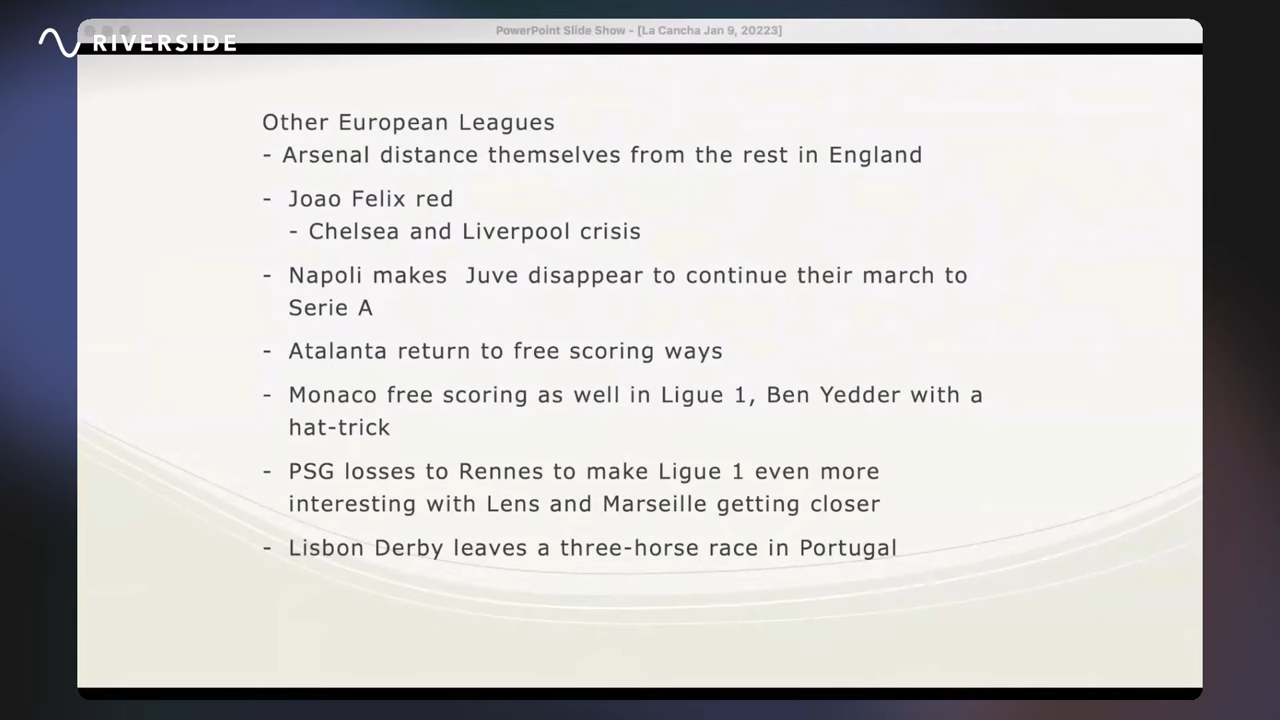 PowerPoint Slide Show - [La Cancha Jan 9, 20223]
RIVERSIDE
Other European Leagues
- Arsenal distance themselves from the rest in England
- Joao Felix red
- Chelsea and Liverpool crisis
- Napoli makes  Juve disappear to continue their march to
Serie A
- Atalanta return to free scoring ways
- Monaco free scoring as well in Ligue 1, Ben Yedder with a
hat-trick
- PSG losses to Rennes to make Ligue 1 even more
interesting with Lens and Marseille getting closer
- Lisbon Derby leaves a three-horse race in Portugal